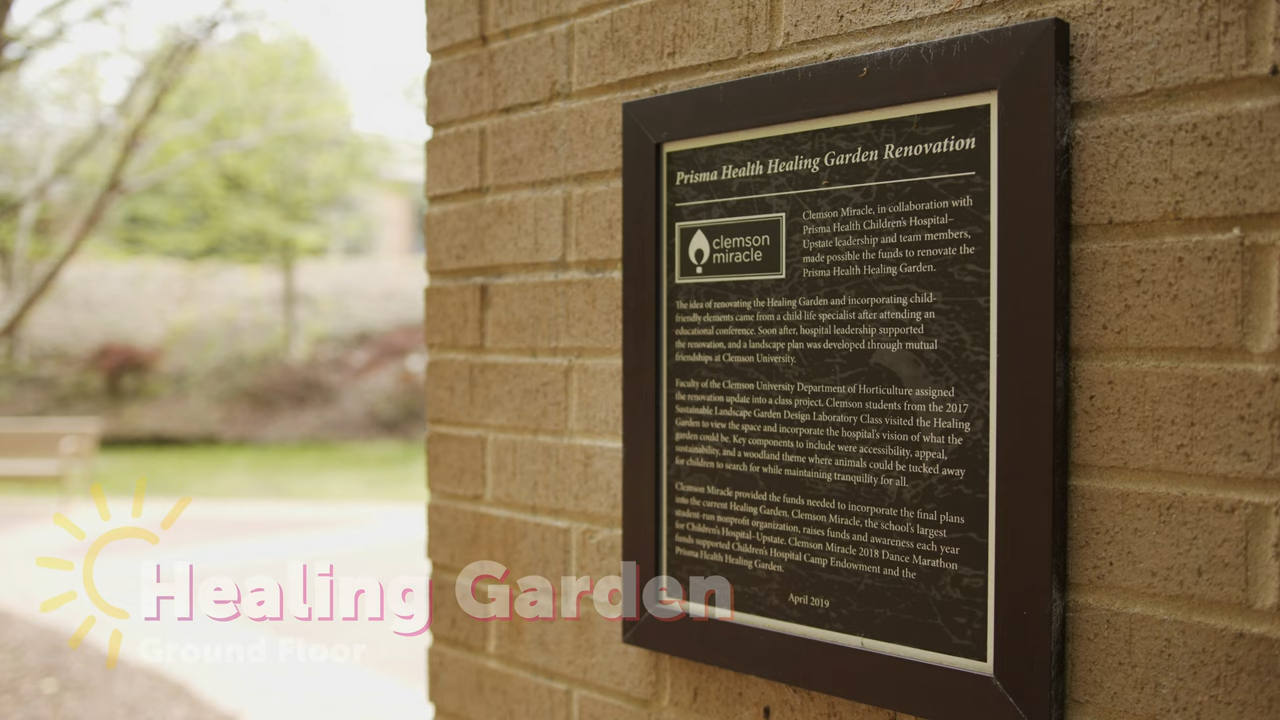 Prisma Health Healing Garden Renovation
clemson
miracle
Clemson Miracle, in collaboration with
Prisma Health Children's Hospital–
Upstate leadership and team members,
made possible the funds to renovate the
Prisma Health Healing Garden.
The idea of renovating the Healing Garden and incorporating child-
friendly elements came from a child life specialist after attending an
educational conference. Soon after, hospital leadership supported
the renovation, and a landscape plan was developed through mutual
friendships at Clemson University.
Faculty of the Clemson University Department of Horticulture assigned
the renovation update into a class project. Clemson students from the 2017
Sustainable Landscape Garden Design Laboratory Class visited the Healing
Garden to view the space and incorporate the hospital's vision of what the
garden could be. Key components to include were accessibility, appeal,
sustainability, and a woodland theme where animals could be tucked away
for children to search for while maintaining tranquility for all.
Clemson Miracle provided the funds needed to incorporate the final plans
into the current Healing Garden. Clemson Miracle, the school's largest
student-run nonprofit organization, raises funds and awareness each year
for Children's Hospital–Upstate. Clemson Miracle 2018 Dance Marathon
funds supported Children's Hospital Camp Endowment and the
Prisma Health Healing Garden.
April 2019
Healing Garden
Ground Floor